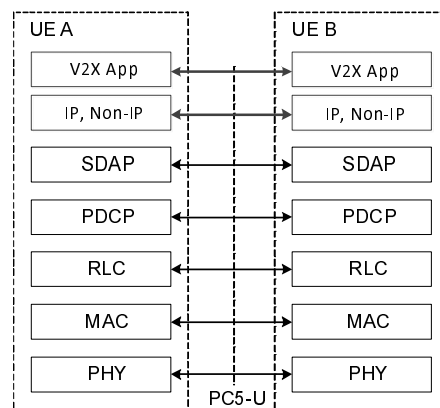 UE A
UE B
V2X App
V2X App
IP, Non-IP
IP, Non-IP
SDAP
SDAP
PDCP
PDCP
RLC
RLC
MAC
MAC
PHY
PHY
PC5-U